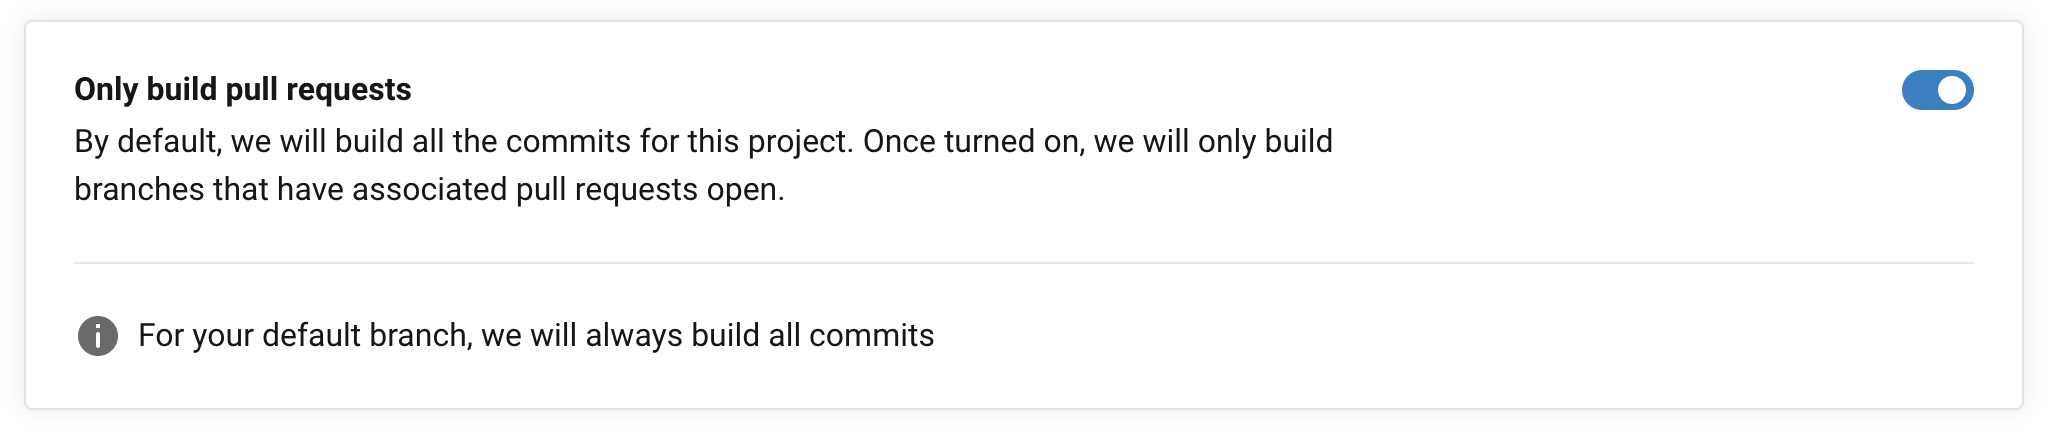 Only build pull requests
By default, we will build all the commits for this project. Once turned on, we will only build
branches that have associated pull requests open.
For your default branch, we will always build all commits